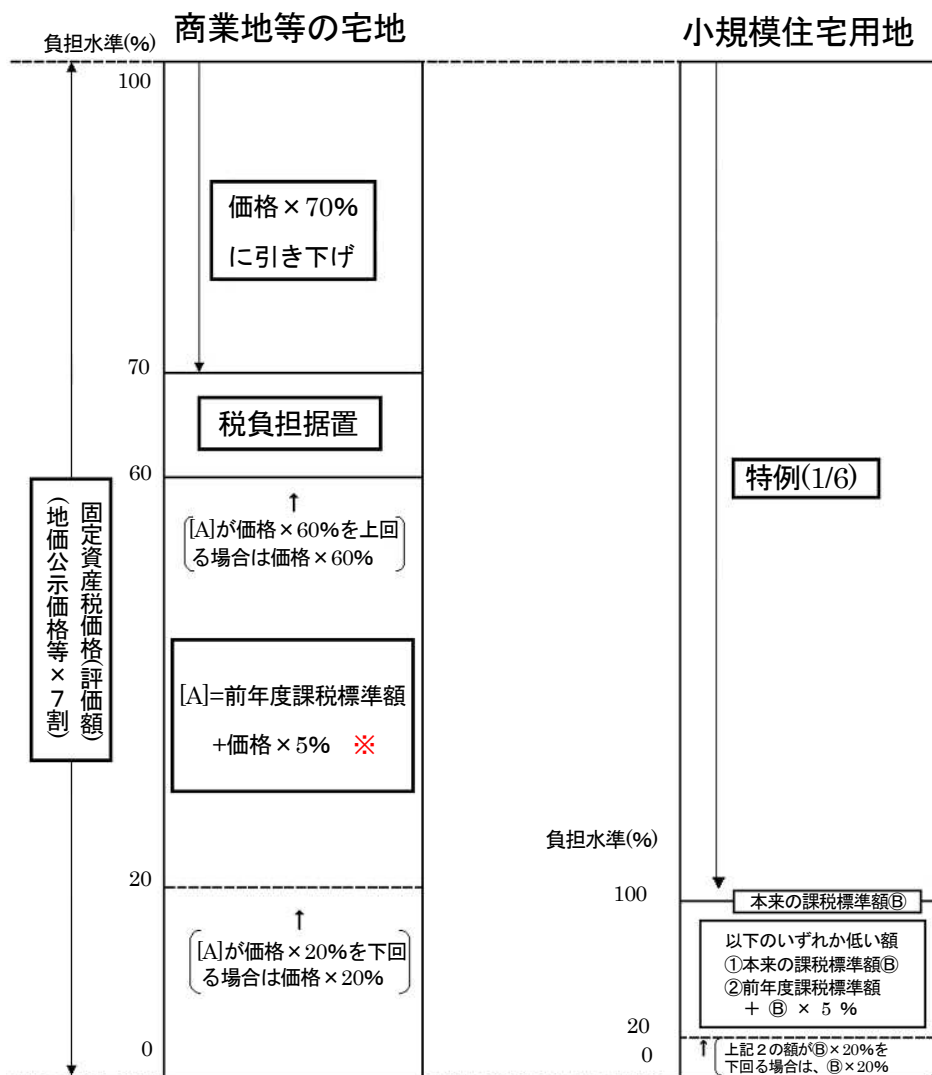 商業地等の宅地
小規模住宅用地
負担水準(%)
100
価格×70%
に引き下げ
70
税負担据置
60
↑
[A]が価格×60%を上回
る場合は価格×60%
固定資産税価格(評価額)
(地価公示価格等×7割)
[A]=前年度課税標準額
+価格×5% ※
20
↑
[A]が価格×20%を下回
る場合は価格×20%
0
特例(1/6)
負担水準(%)
100
本来の課税標準額Ⓑ
以下のいずれか低い額
①本来の課税標準額Ⓑ
②前年度課税標準額
+ Ⓑ × 5 %
20
0
↑
上記2の額がⒷ×20%を
下回る場合は、Ⓑ×20%